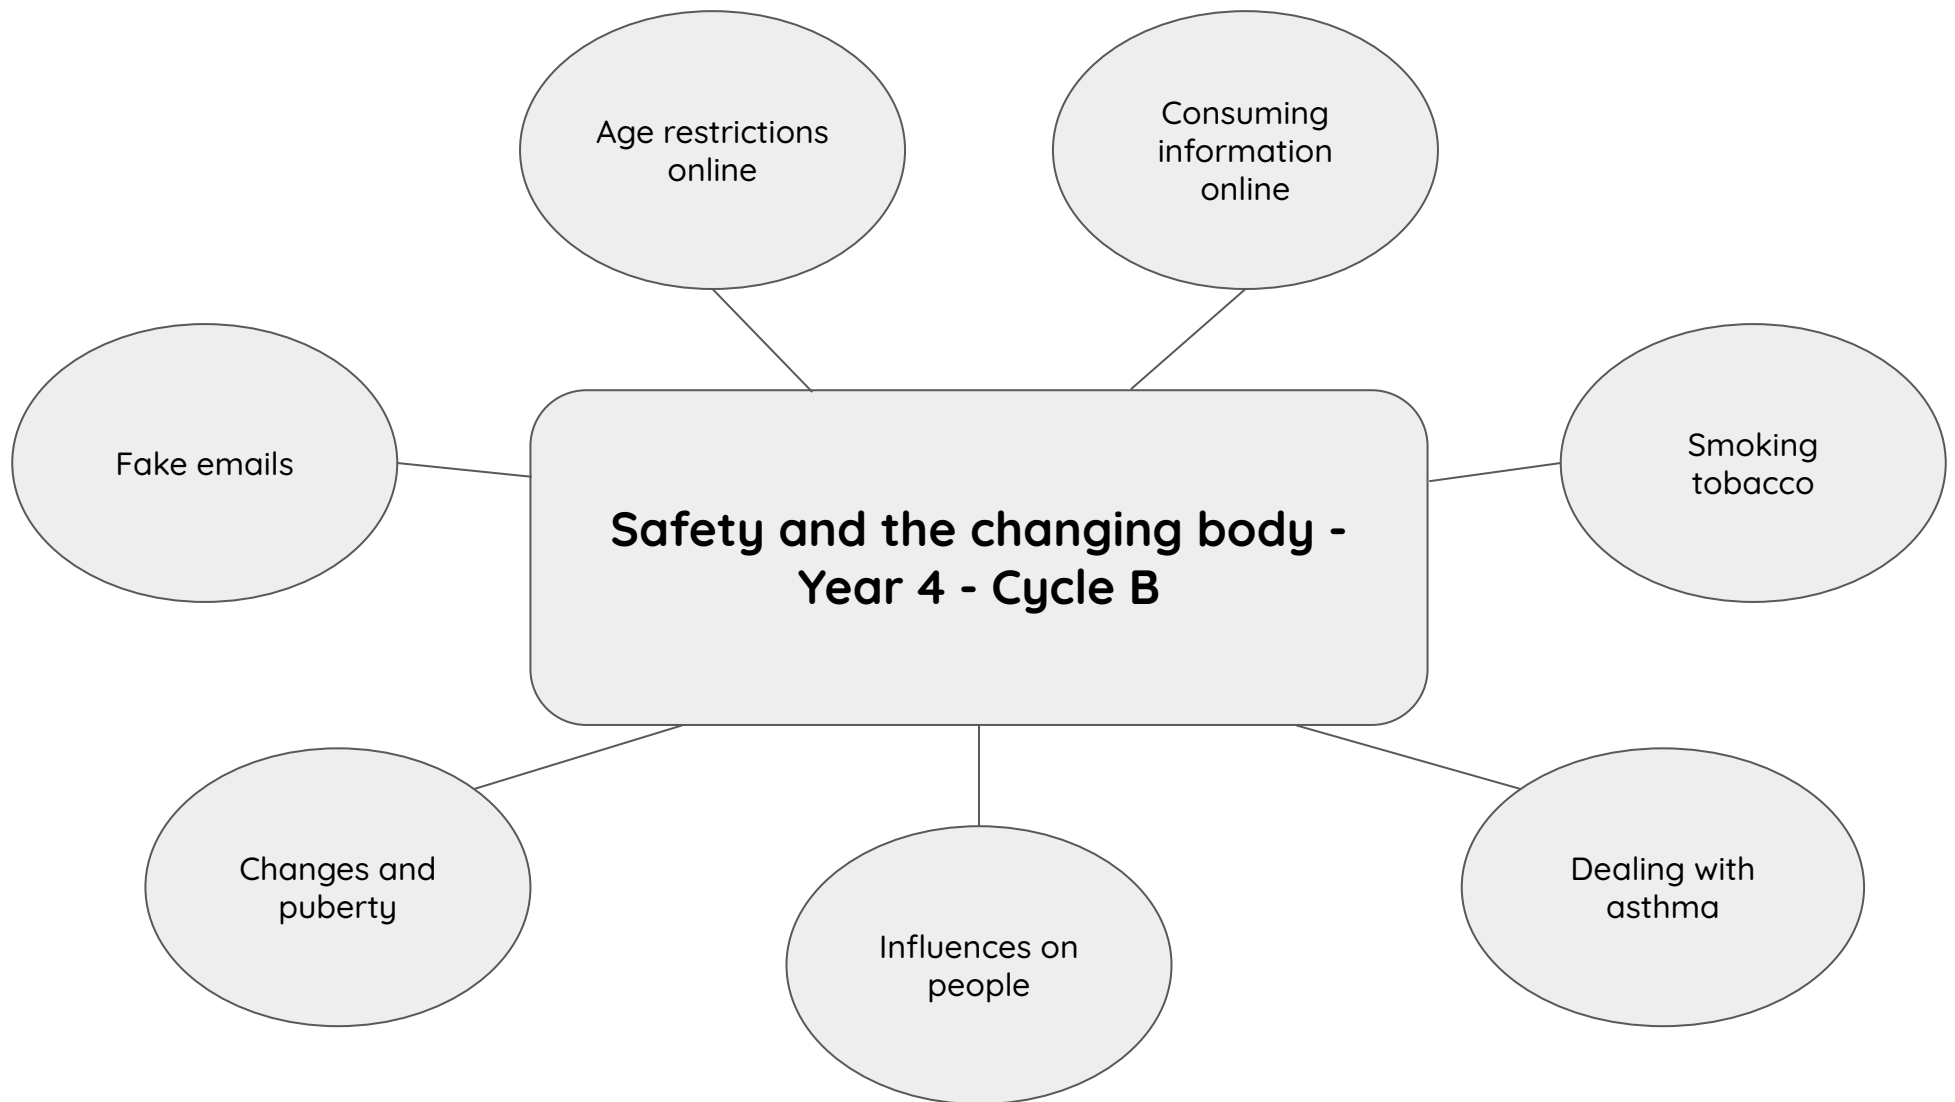 Age restrictions
online
Consuming
information
online
Fake emails
Smoking
tobacco
Safety and the changing body -
Year 4 - Cycle B
Changes and
puberty
Influences on
people
Dealing with
asthma